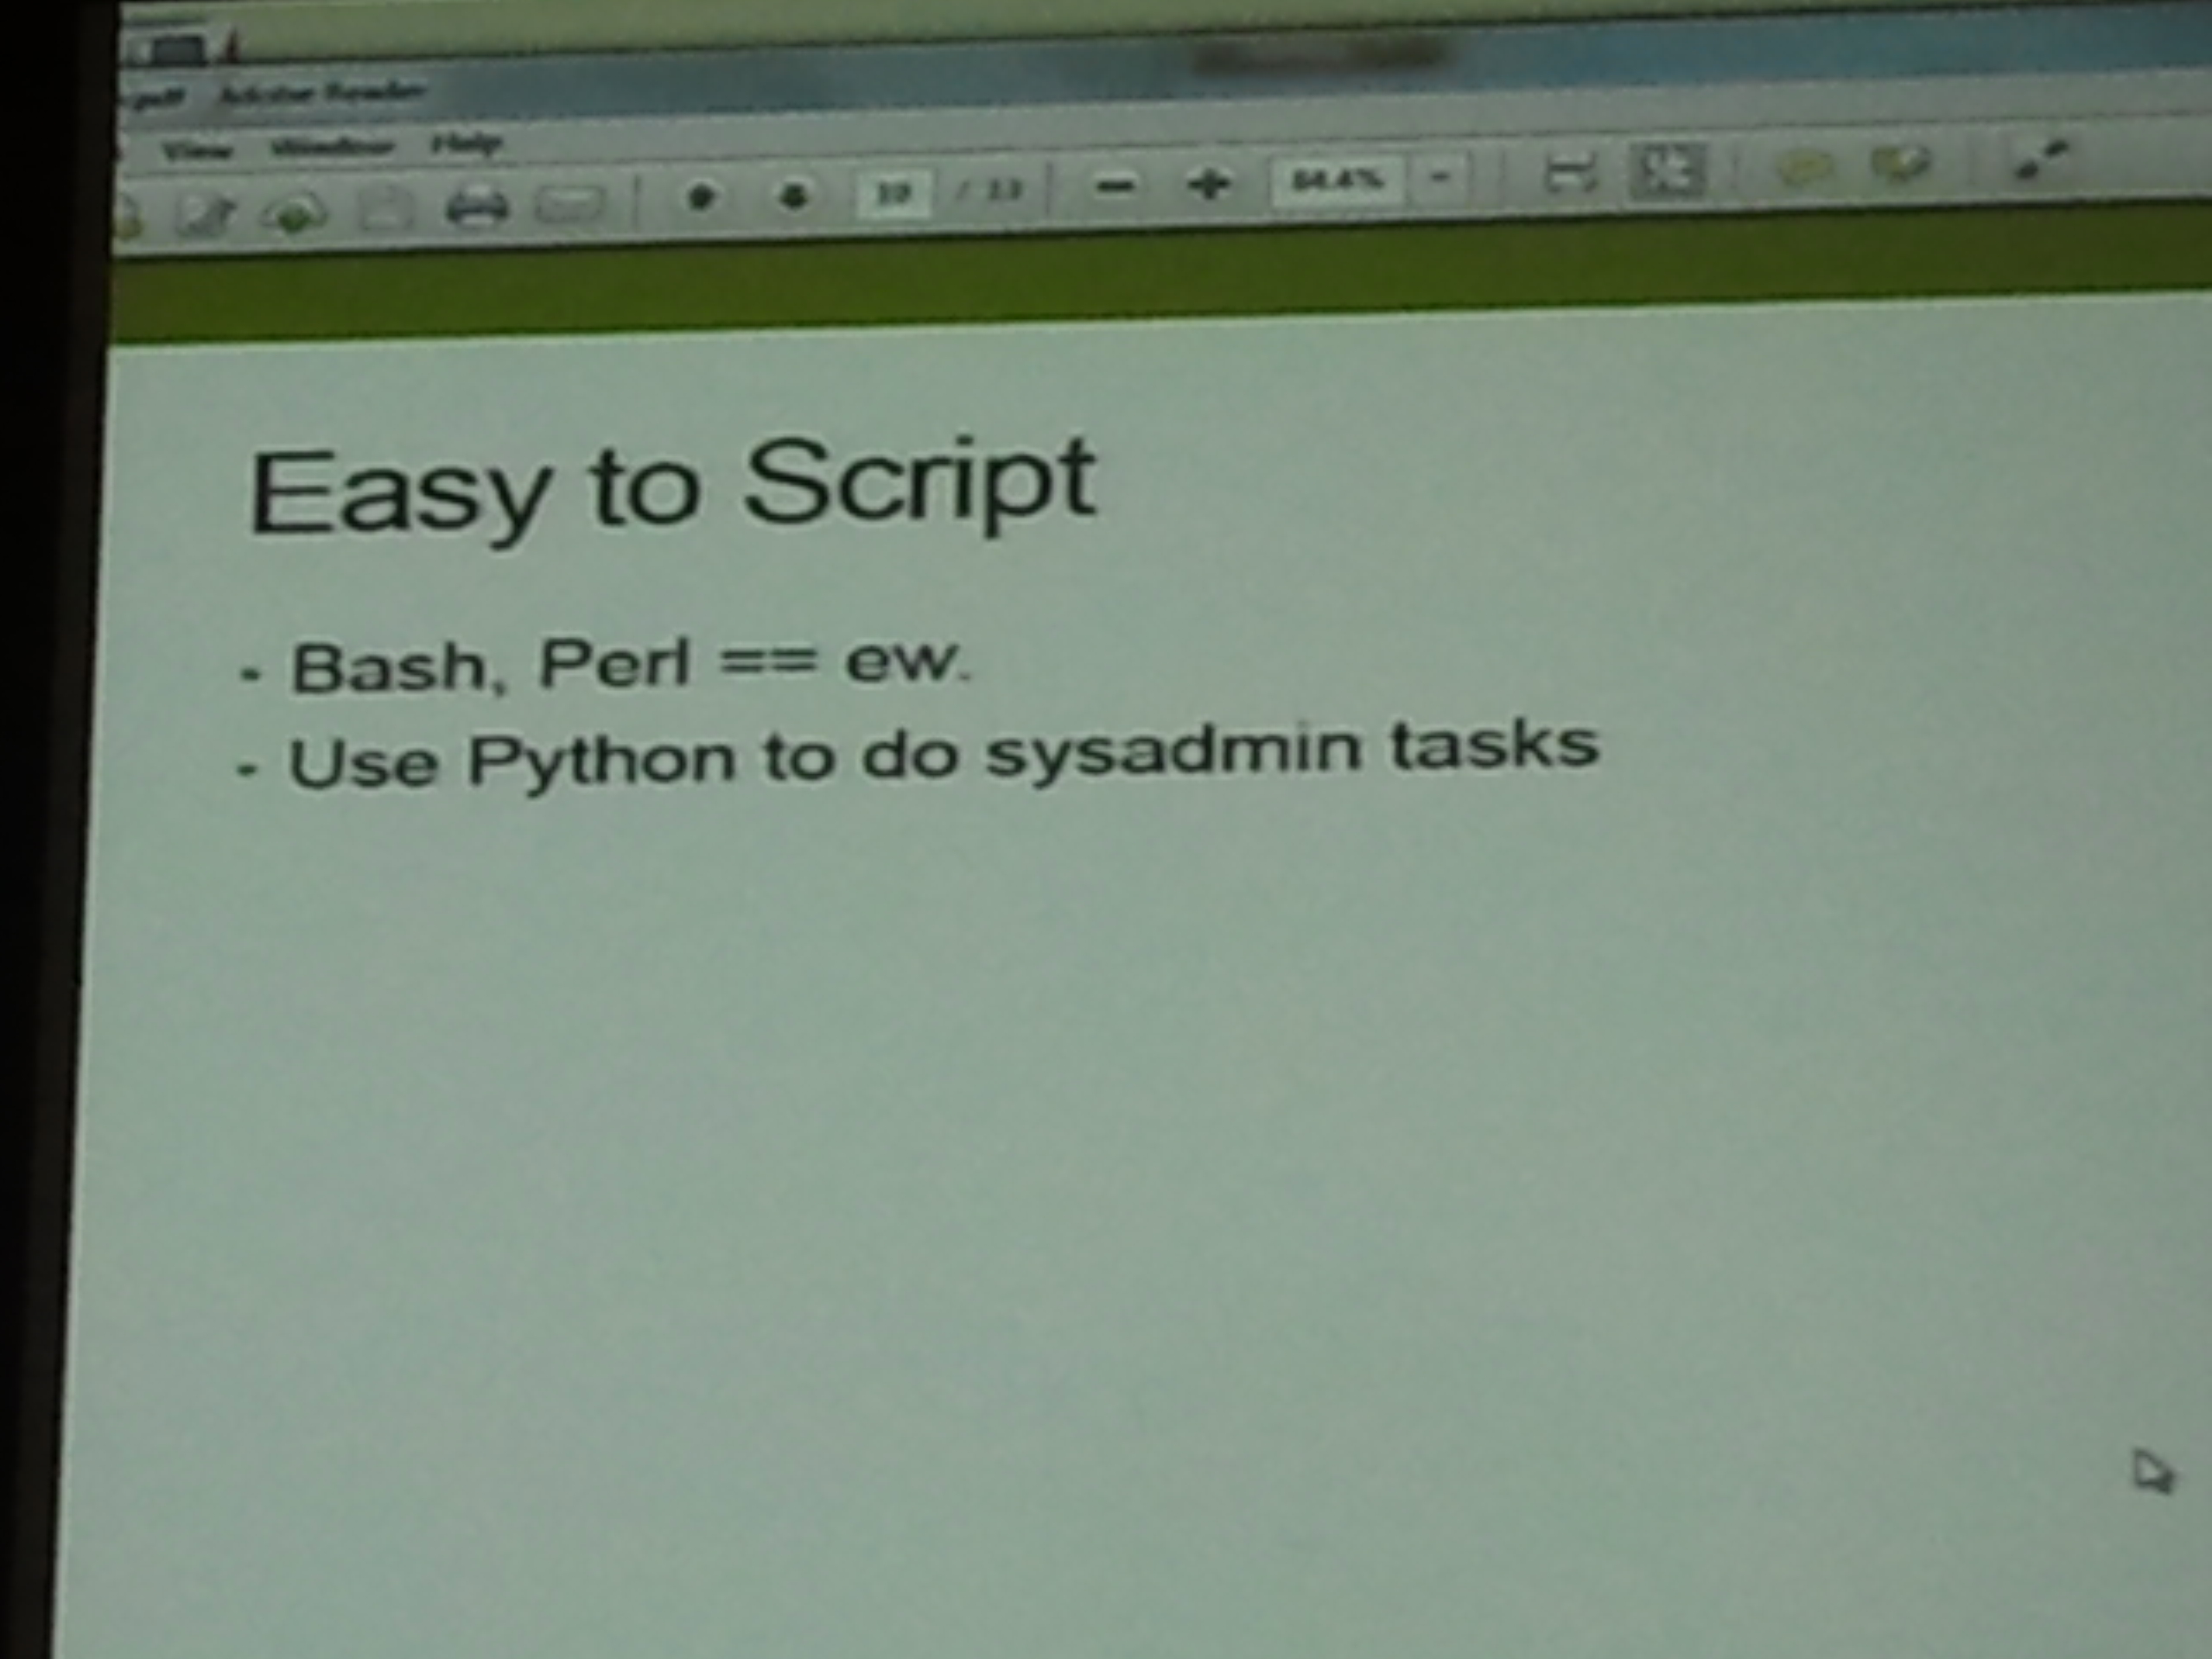 pdf Adobe Reader
View Window Help
10 / 13 84.4%
Easy to Script
- Bash, Perl == ew.
- Use Python to do sysadmin tasks